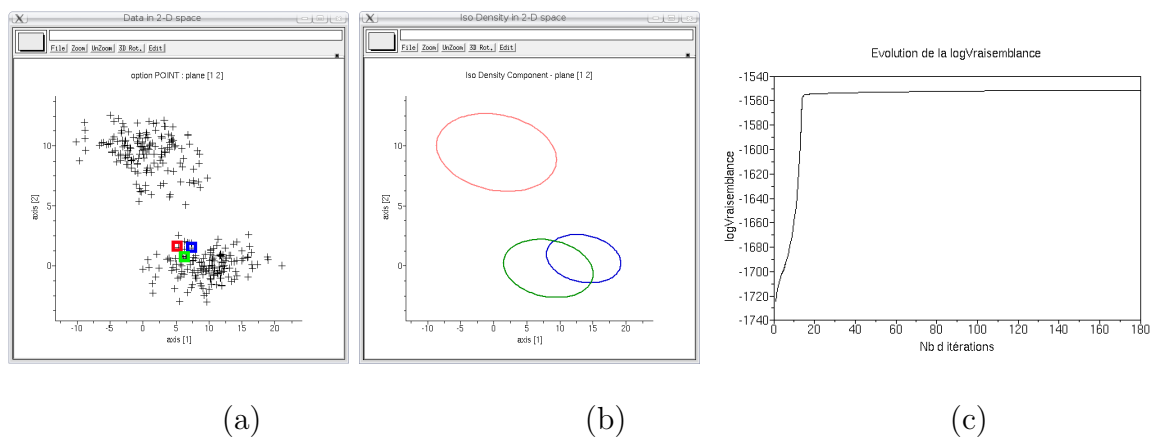 Data in 2-D space
File Zoom UnZoom 3D Rot. Edit
option POINT : plane [1 2]
10
5
0
axis [2]
-10 -5 0 5 10 15 20
axis [1]
(a)
Iso Density in 2-D space
File Zoom UnZoom 3D Rot. Edit
Iso Density Component - plane [1 2]
10
5
0
axis [2]
-10 -5 0 5 10 15 20
axis [1]
(b)
Evolution de la logVraisemblance
-1540
-1560
-1580
-1600
-1620
-1640
-1660
-1680
-1700
-1720
-1740
logVraisemblance
0 20 40 60 80 100 120 140 160 180
Nb d itérations
(c)